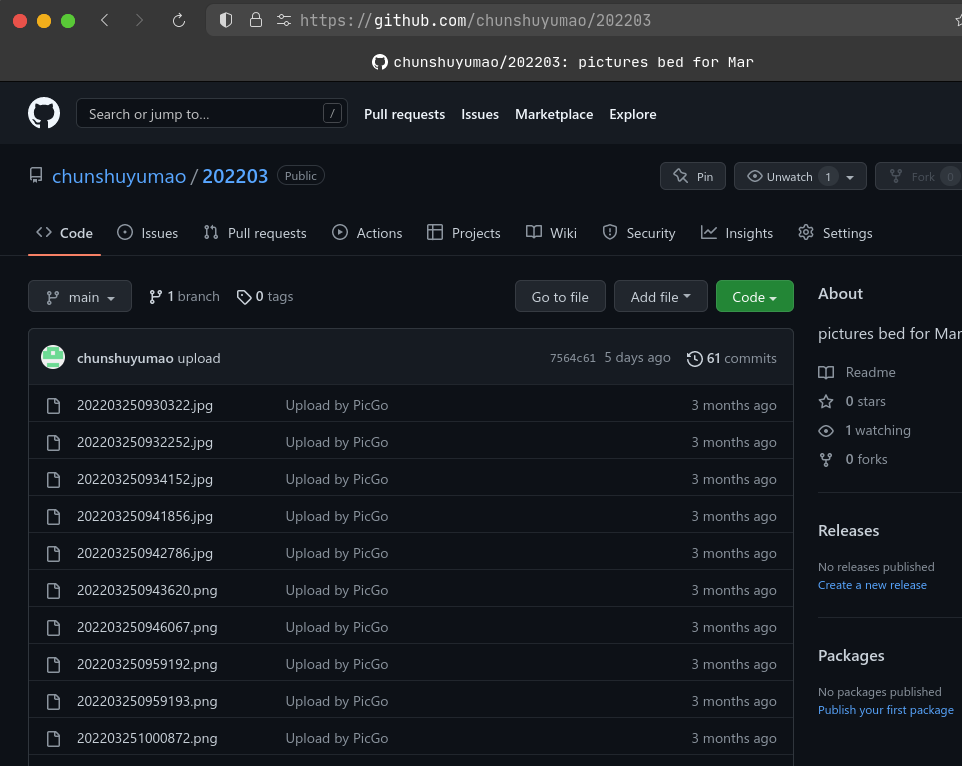 https://github.com/chunshuyumao/202203
chunshuyumao/202203: pictures bed for Mar
Search or jump to… / Pull requests Issues Marketplace Explore
chunshuyumao / 202203 Public Pin Unwatch 1 Fork 0
Code Issues Pull requests Actions Projects Wiki Security Insights Settings
main 1 branch 0 tags Go to file Add file Code
chunshuyumao upload 7564c61 5 days ago 61 commits
202203250930322.jpg Upload by PicGo 3 months ago
202203250932252.jpg Upload by PicGo 3 months ago
202203250934152.jpg Upload by PicGo 3 months ago
202203250941856.jpg Upload by PicGo 3 months ago
202203250942786.jpg Upload by PicGo 3 months ago
202203250943620.png Upload by PicGo 3 months ago
202203250946067.png Upload by PicGo 3 months ago
202203250959192.png Upload by PicGo 3 months ago
202203250959193.png Upload by PicGo 3 months ago
202203251000872.png Upload by PicGo 3 months ago
About
pictures bed for Mar
Readme
0 stars
1 watching
0 forks
Releases
No releases published
Create a new release
Packages
No packages published
Publish your first package